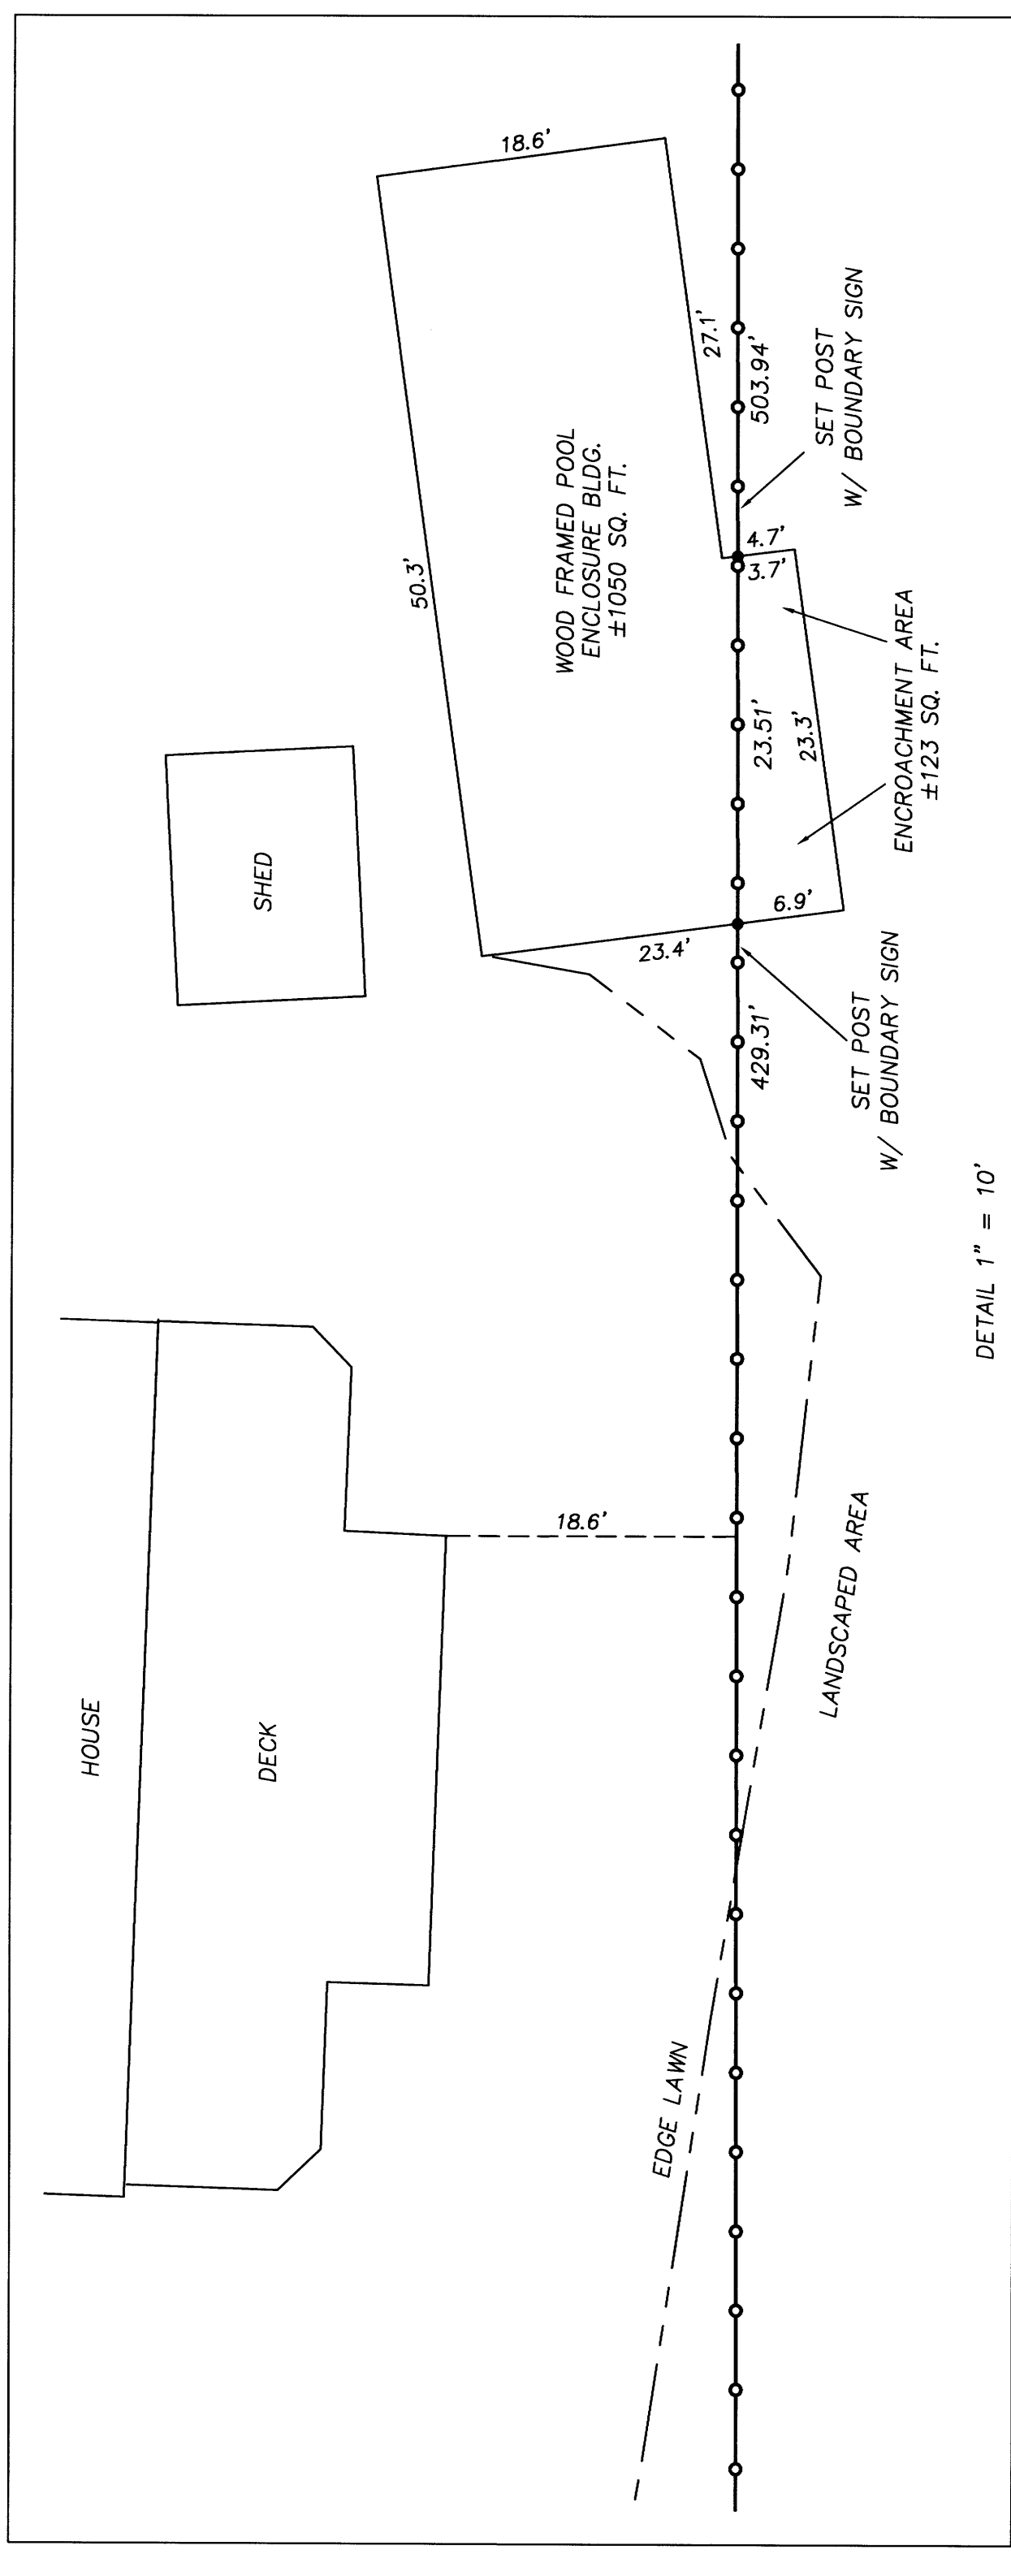 18.6'
27.1'
503.94'
SET POST
W/ BOUNDARY SIGN
50.3'
WOOD FRAMED POOL
ENCLOSURE BLDG.
±1050 SQ. FT.
4.7'
3.7'
23.51'
23.3'
ENCROACHMENT AREA
±123 SQ. FT.
SHED
6.9'
23.4'
SET POST
W/ BOUNDARY SIGN
429.31'
DETAIL 1" = 10'
18.6'
LANDSCAPED AREA
HOUSE
DECK
EDGE LAWN